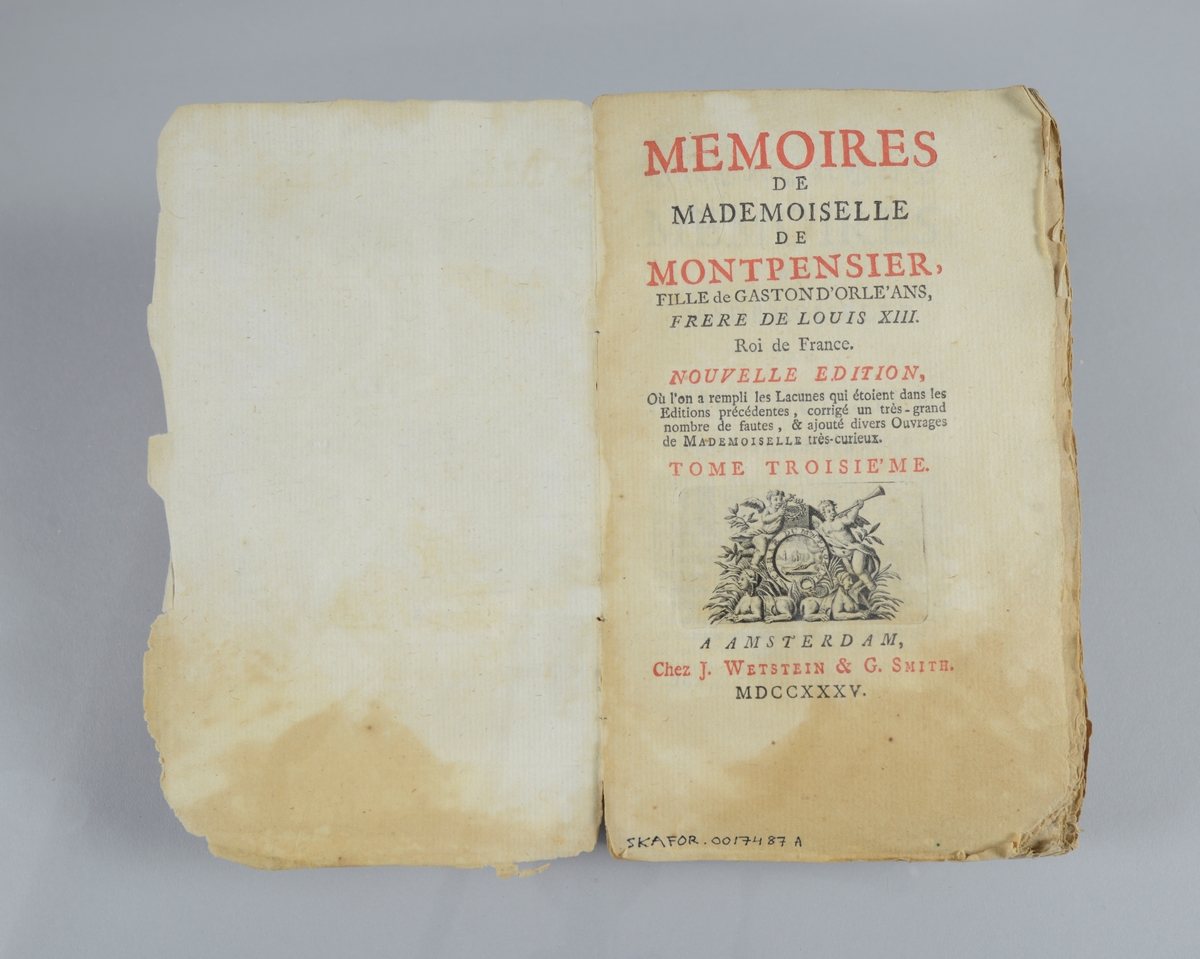 MEMOIRES
DE
MADEMOISELLE
DE
MONTPENSIER,
FILLE de GASTON D'ORLE'ANS,
FRERE DE LOUIS XIII.
Roi de France.
NOUVELLE EDITION,
Où l'on a rempli les Lacunes qui étoient dans les
Editions précédentes, corrigé un très-grand
nombre de fautes, & ajouté divers Ouvrages
de MADEMOISELLE très-curieux.
TOME TROISIE'ME.
A AMSTERDAM,
Chez J. WETSTEIN & G. SMITH.
MDCCXXXV.
SKAFOR.0017487 A